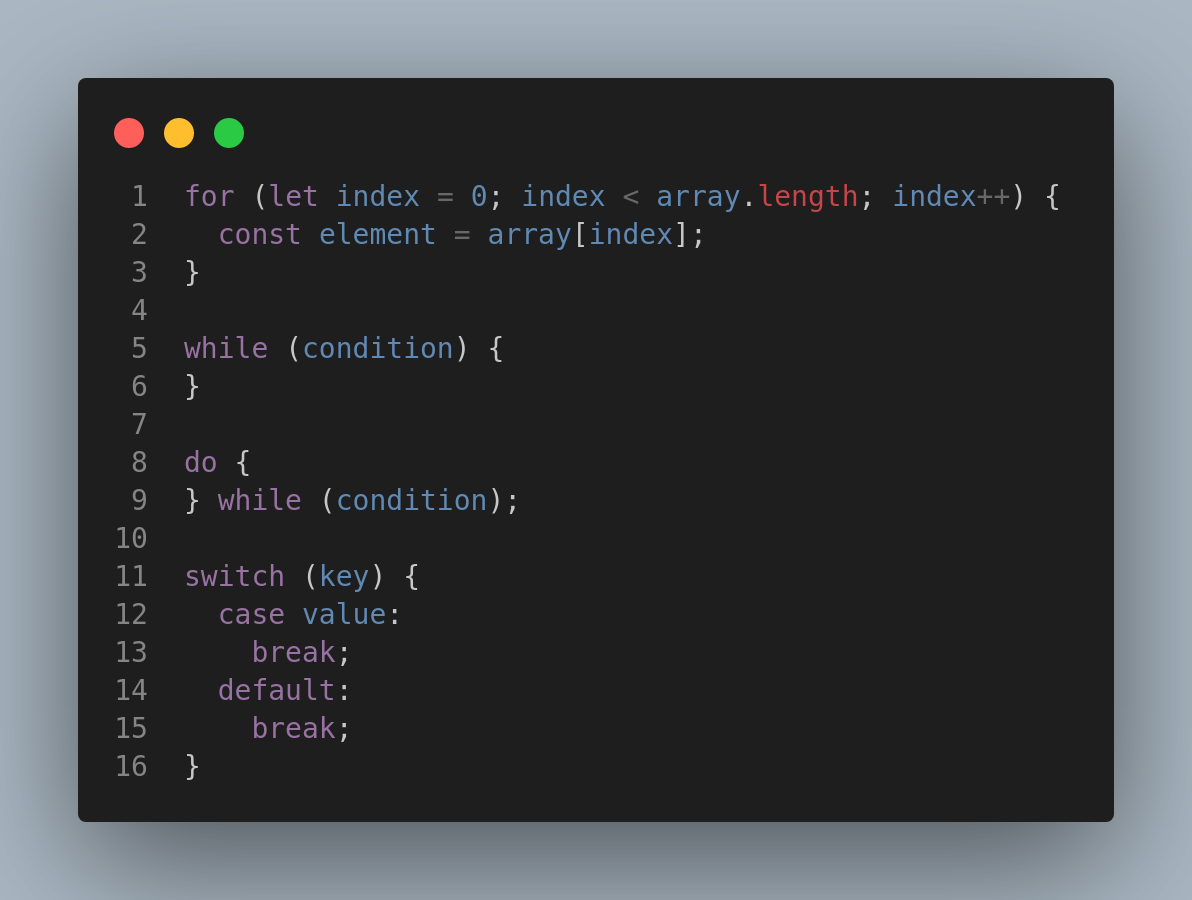 1 for (let index = 0; index < array.length; index++) {
2   const element = array[index];
3 }
4
5 while (condition) {
6 }
7
8 do {
9 } while (condition);
10
11 switch (key) {
12   case value:
13     break;
14   default:
15     break;
16 }